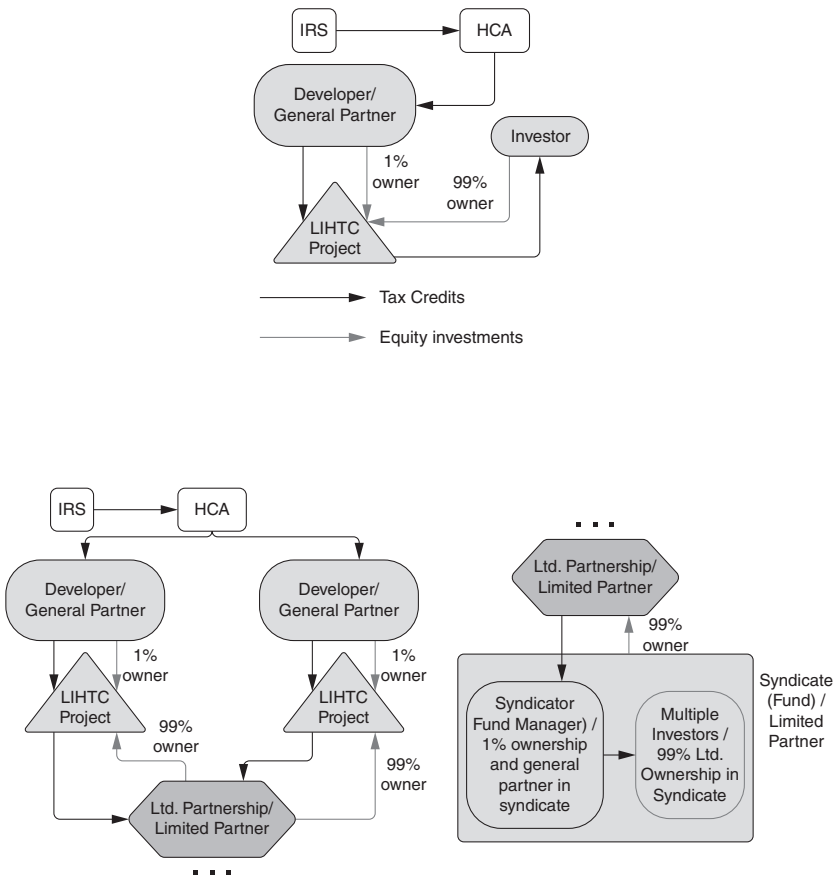 IRS
HCA
Developer/
General Partner
Investor
1%
owner
99%
owner
LIHTC
Project
Tax Credits
Equity investments
IRS
HCA
Developer/
General Partner
Developer/
General Partner
1%
owner
1%
owner
LIHTC
Project
LIHTC
Project
99%
owner
99%
owner
Ltd. Partnership/
Limited Partner
...
...
Ltd. Partnership/
Limited Partner
99%
owner
Syndicate
(Fund) /
Limited
Partner
Syndicator
Fund Manager) /
1% ownership
and general
partner in
syndicate
Multiple
Investors /
99% Ltd.
Ownership in
Syndicate